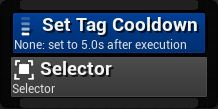 Set Tag Cooldown
None: set to 5.0s after execution
Selector
Selector